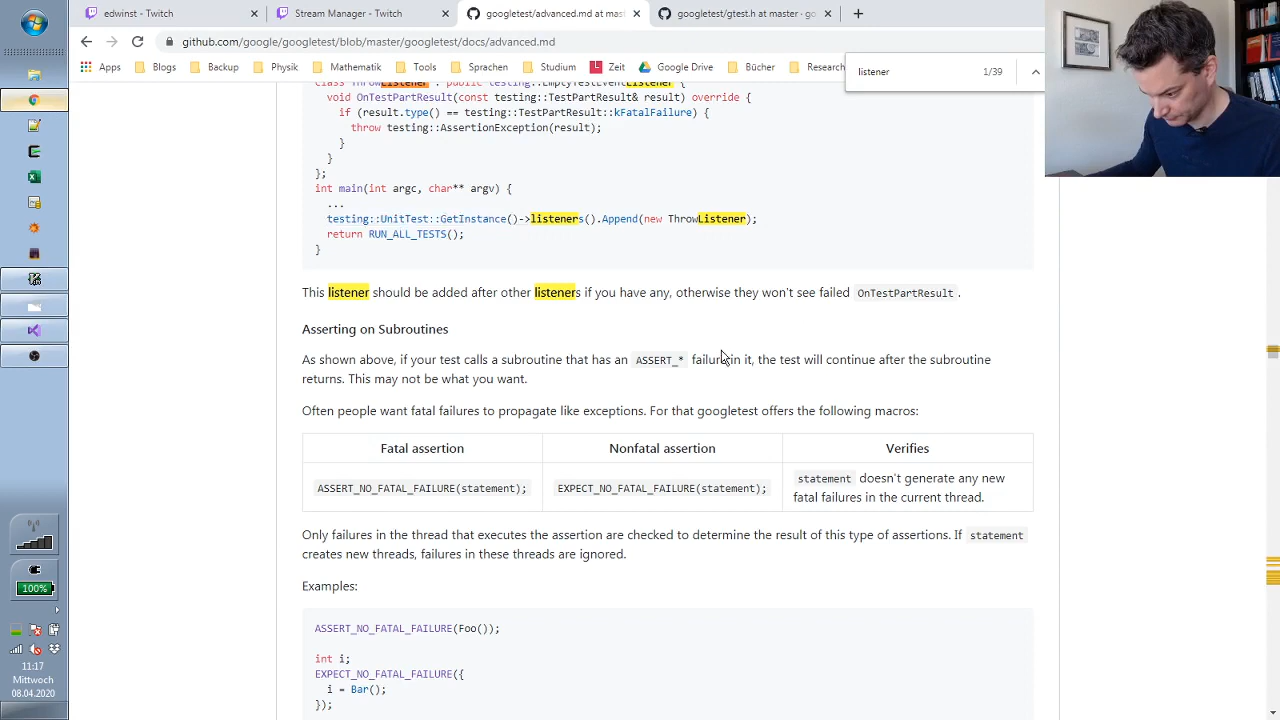 edwinst - Twitch
Stream Manager - Twitch
googletest/advanced.md at mast
googletest/gtest.h at mastr · go
github.com/google/googletest/blob/master/googletest/docs/advanced.md
Apps Blogs Backup Physik Mathema Tools Sprachen Studium Zeit Google Drive Bücher Research
listener 1/39
class ThrowListener : public testing::EmptyTestEventListener {
void OnTestPartResult(const testing::TestPartResult& result) override {
if (result.type() == testing::TestPartResult::kFatalFailure) {
throw testing::AssertionException(result);
}
}
};
int main(int argc, char** argv) {
...
testing::UnitTest::GetInstance()->listeners().Append(new ThrowListener);
return RUN_ALL_TESTS();
}
This listener should be added after other listeners if you have any, otherwise they won't see failed OnTestPartResult.
Asserting on Subroutines
As shown above, if your test calls a subroutine that has an ASSERT_* failure in it, the test will continue after the subroutine
returns. This may not be what you want.
Often people want fatal failures to propagate like exceptions. For that googletest offers the following macros:
Fatal assertion Nonfatal assertion Verifies
ASSERT_NO_FATAL_FAILURE(statement); EXPECT_NO_FATAL_FAILURE(statement); statement doesn't generate any new
fatal failures in the current thread.
Only failures in the thread that executes the assertion are checked to determine the result of this type of assertions. If statement
creates new threads, failures in these threads are ignored.
Examples:
ASSERT_NO_FATAL_FAILURE(Foo());
int i;
EXPECT_NO_FATAL_FAILURE({
i = Bar();
});
100%
11:17
Mittwoch
08.04.2020